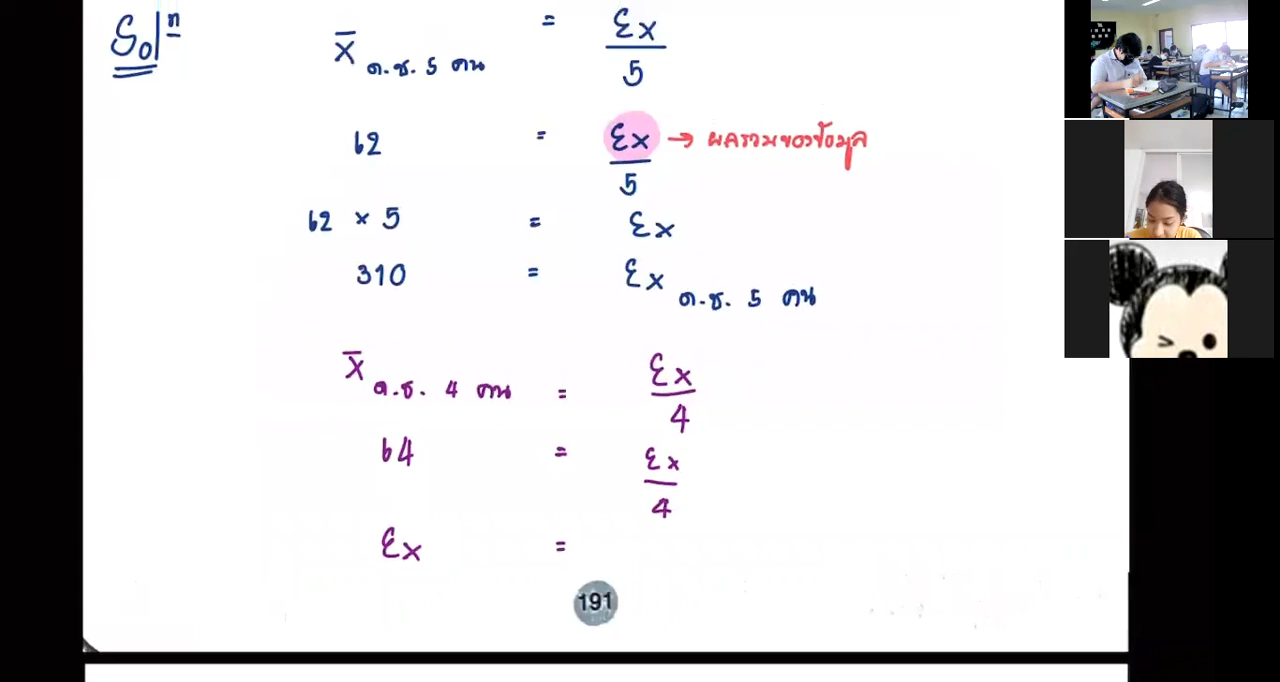 Solⁿ
x̄ ด.ช. 5 คน = Σx/5
62 = Σx/5 → ผลรวมของข้อมูล
62 × 5 = Σx
310 = Σx ด.ช. 5 คน
x̄ ด.ช. 4 คน = Σx/4
64 = Σx/4
Σx =
191